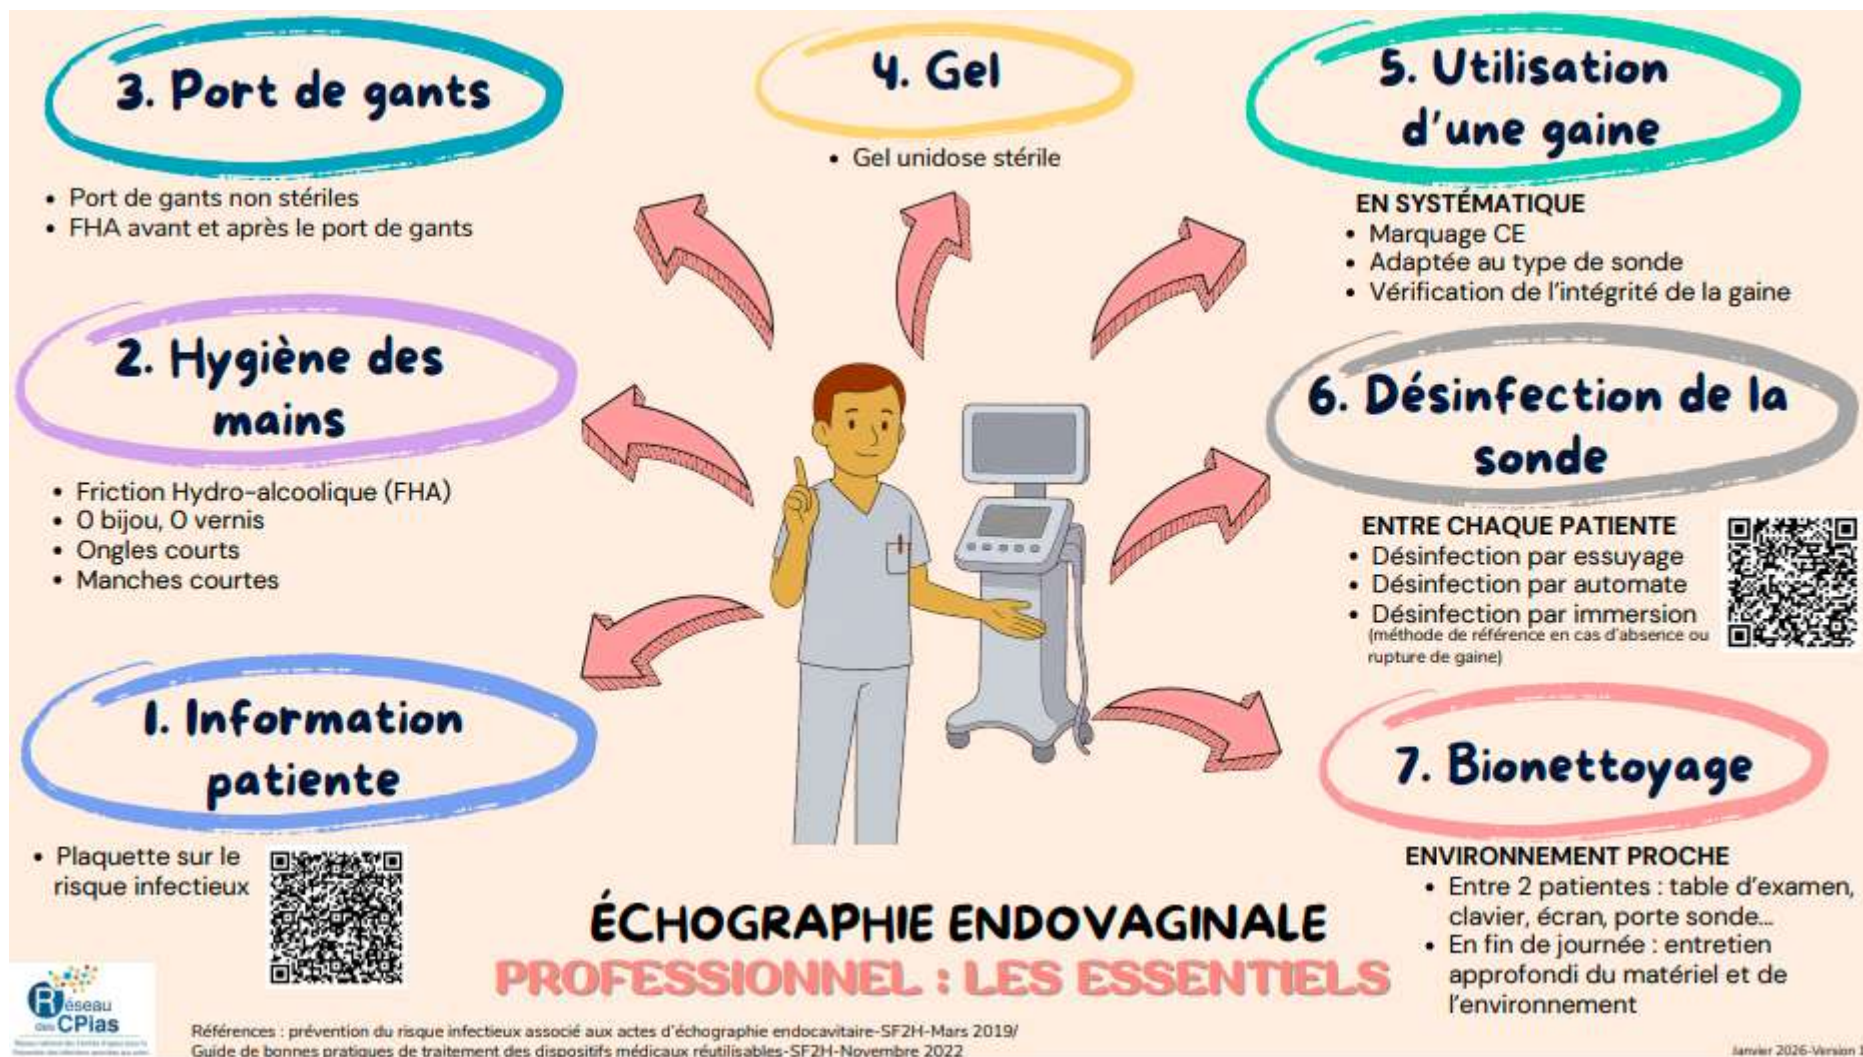 3. Port de gants
• Port de gants non stériles
• FHA avant et après le port de gants
2. Hygiène des
mains
• Friction Hydro-alcoolique (FHA)
• 0 bijou, 0 vernis
• Ongles courts
• Manches courtes
1. Information
patiente
• Plaquette sur le
risque infectieux
4. Gel
• Gel unidose stérile
5. Utilisation
d'une gaine
EN SYSTÉMATIQUE
• Marquage CE
• Adaptée au type de sonde
• Vérification de l'intégrité de la gaine
6. Désinfection de la
sonde
ENTRE CHAQUE PATIENTE
• Désinfection par essuyage
• Désinfection par automate
• Désinfection par immersion
(méthode de référence en cas d'absence ou
rupture de gaine)
7. Bionettoyage
ENVIRONNEMENT PROCHE
• Entre 2 patientes : table d'examen,
clavier, écran, porte sonde...
• En fin de journée : entretien
approfondi du matériel et de
l'environnement
ÉCHOGRAPHIE ENDOVAGINALE
PROFESSIONNEL : LES ESSENTIELS
Réseau
des CPias
Références : prévention du risque infectieux associé aux actes d'échographie endocavitaire-SF2H-Mars 2019/
Guide de bonnes pratiques de traitement des dispositifs médicaux réutilisables-SF2H-Novembre 2022
Janvier 2026-Version 1